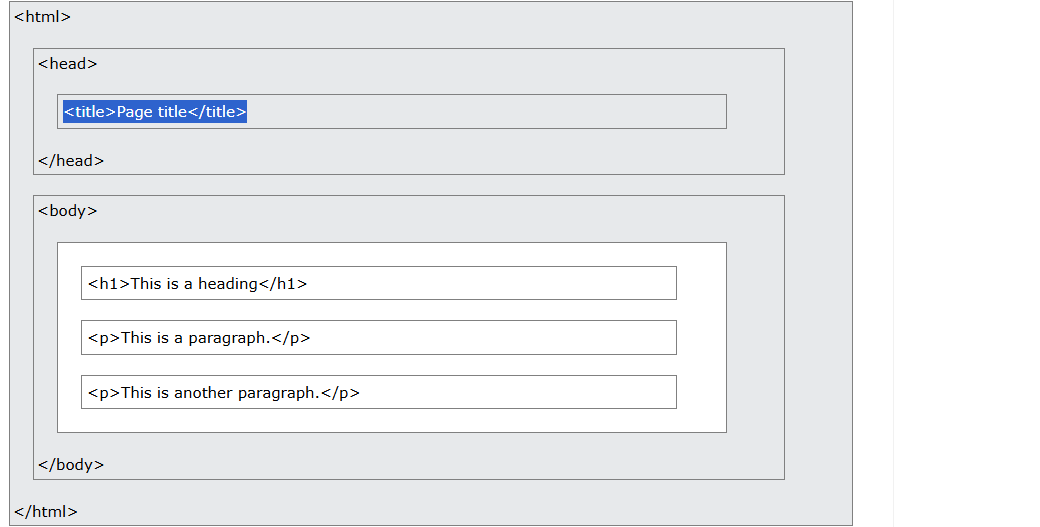 <html>
<head>
<title>Page title</title>
</head>
<body>
<h1>This is a heading</h1>
<p>This is a paragraph.</p>
<p>This is another paragraph.</p>
</body>
</html>